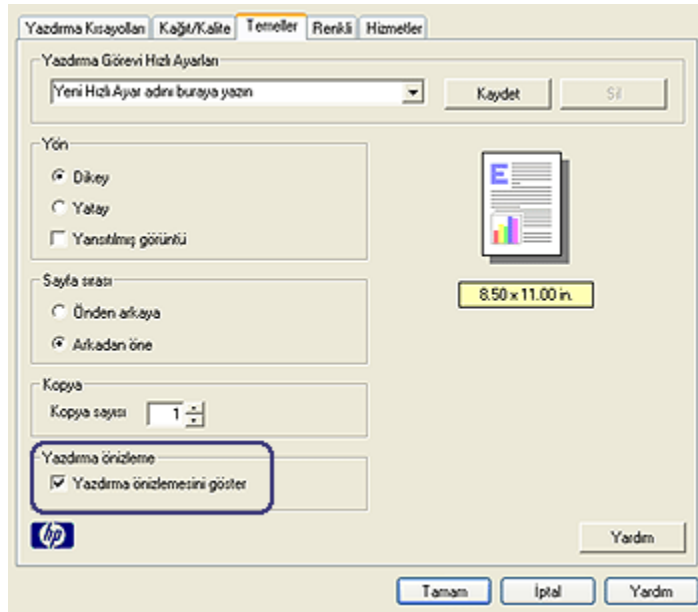 Yazdırma Kısayolları Kağıt/Kalite Temeller Renkli Hizmetler
Yazdırma Görevi Hızlı Ayarları
Yeni Hızlı Ayar adını buraya yazın
Kaydet
Sil
Yön
Dikey
Yatay
Yansıtılmış görüntü
E
8.50 x 11.00 in.
Sayfa sırası
Önden arkaya
Arkadan öne
Kopya
Kopya sayısı 1
Yazdırma önizleme
Yazdırma önizlemesini göster
hp
Yardım
Tamam İptal Yardım